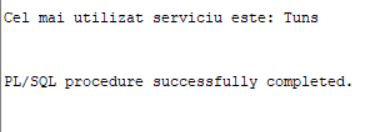 Cel mai utilizat serviciu este: Tuns
PL/SQL procedure successfully completed.